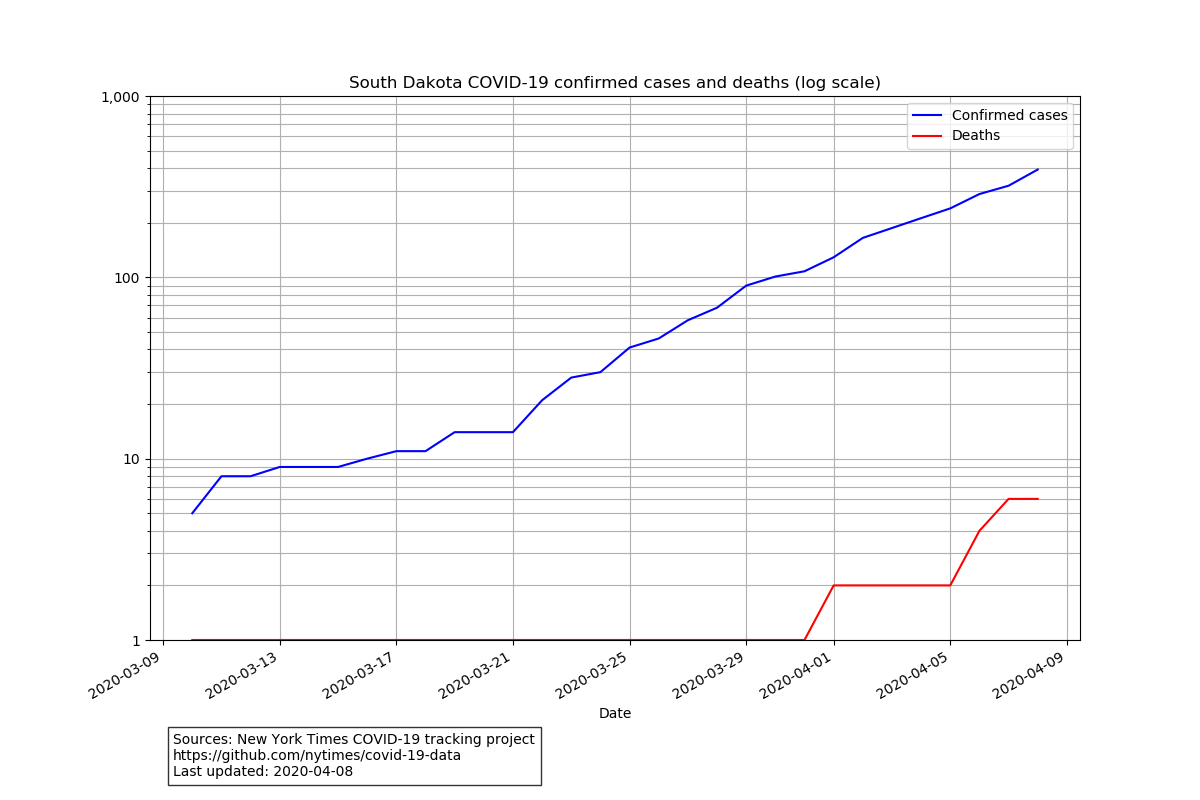 South Dakota COVID-19 confirmed cases and deaths (log scale)
Confirmed cases
Deaths
1,000
100
10
1
2020-03-09
2020-03-13
2020-03-17
2020-03-21
2020-03-25
2020-03-29
2020-04-01
2020-04-05
2020-04-09
Date
Sources: New York Times COVID-19 tracking project
https://github.com/nytimes/covid-19-data
Last updated: 2020-04-08